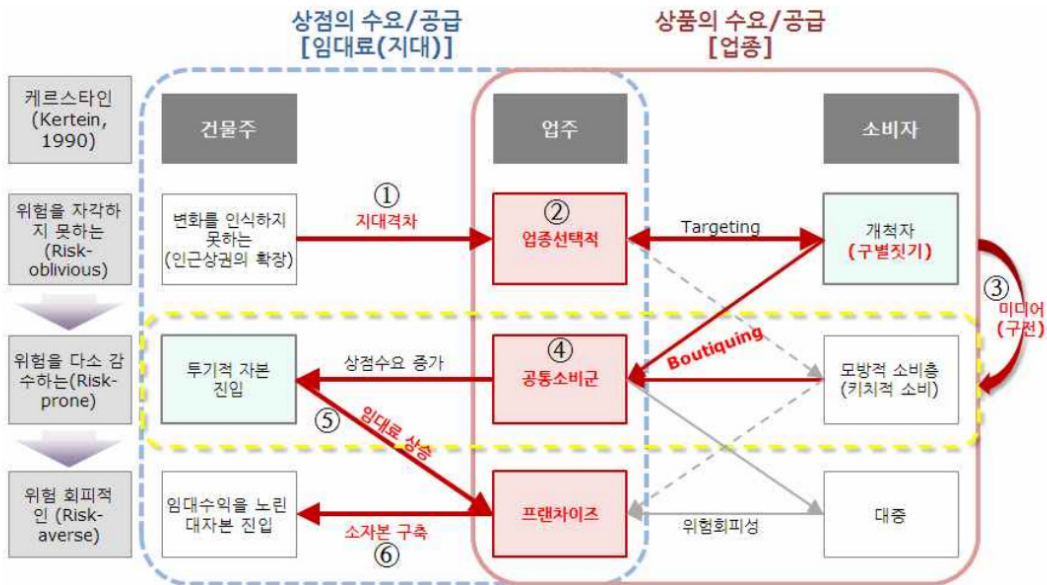 상점의 수요/공급
[임대료(지대)]
상품의 수요/공급
[업종]
케르스타인
(Kertein,
1990)
건물주
업주
소비자
위험을 자각하
지 못하는
(Risk-
oblivious)
변화를 인식하지
못하는
(인근상권의 확장)
①
지대격차
②
업종선택적
Targeting
개척자
(구별짓기)
③
미디어
(구전)
위험을 다소 감
수하는(Risk-
prone)
투기적 자본
진입
상점수요 증가
④
공통소비군
Boutiquing
모방적 소비층
(키치적 소비)
⑤
임대료 상승
위험 회피적
인 (Risk-
averse)
임대수익을 노린
대자본 진입
소자본 구축
⑥
프랜차이즈
위험회피성
대중